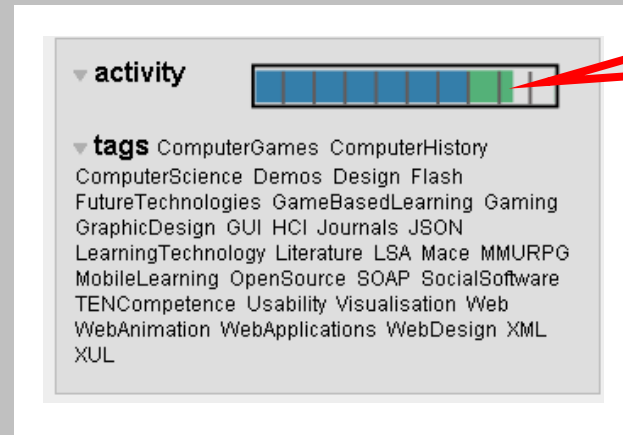 activity
tags ComputerGames ComputerHistory
ComputerScience Demos Design Flash
FutureTechnologies GameBasedLearning Gaming
GraphicDesign GUI HCI Journals JSON
LearningTechnology Literature LSA Mace MMURPG
MobileLearning OpenSource SOAP SocialSoftware
TENCompetence Usability Visualisation Web
WebAnimation WebApplications WebDesign XML
XUL